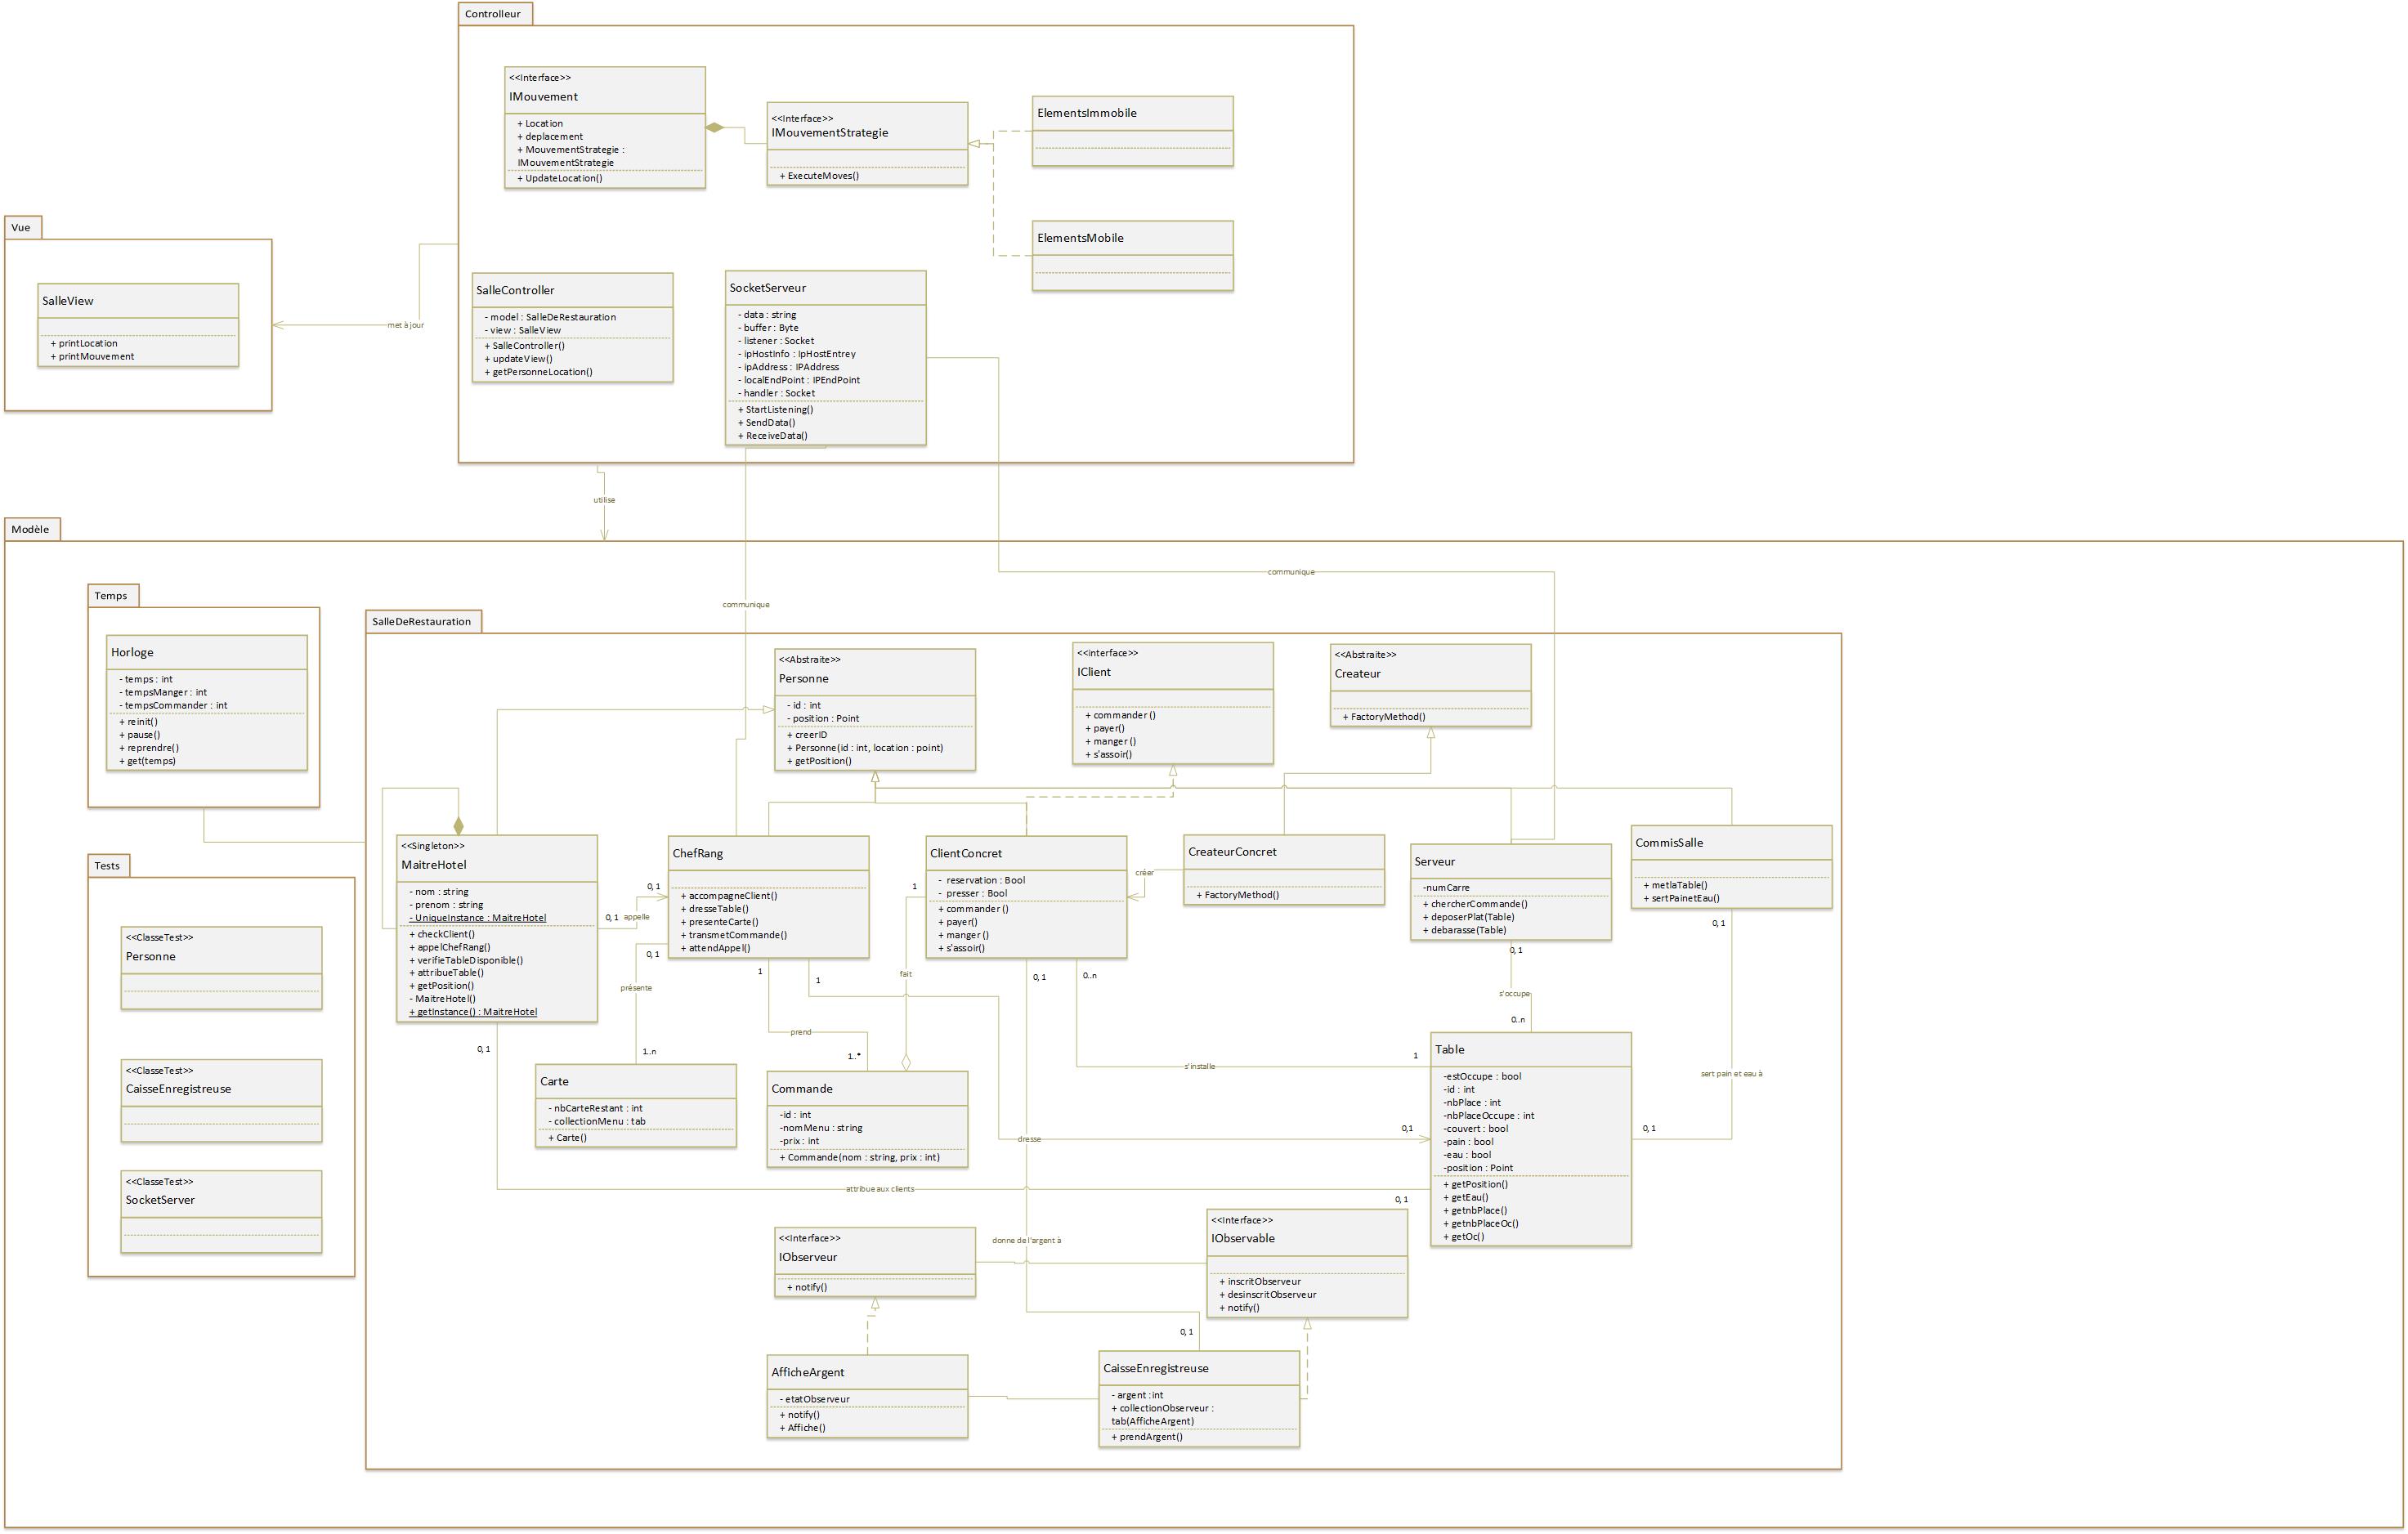 Controlleur
<<Interface>>
IMouvement
+ Location
+ deplacement
+ MouvementStrategie :
IMouvementStrategie
+ UpdateLocation()
<<Interface>>
IMouvementStrategie
+ ExecuteMoves()
ElementsImmobile
ElementsMobile
Vue
SalleView
+ printLocation
+ printMouvement
met à jour
SalleController
- model : SalleDeRestauration
- view : SalleView
+ SalleController()
+ updateView()
+ getPersonneLocation()
SocketServeur
- data : string
- buffer : Byte
- listener : Socket
- ipHostInfo : IpHostEntrey
- ipAddress : IPAddress
- localEndPoint : IPEndPoint
- handler : Socket
+ StartListening()
+ SendData()
+ ReceiveData()
utilise
Modèle
communique
communique
Temps
Horloge
- temps : int
- tempsManger : int
- tempsCommander : int
+ reinit()
+ pause()
+ reprendre()
+ get(temps)
Tests
<<ClasseTest>>
Personne
<<ClasseTest>>
CaisseEnregistreuse
<<ClasseTest>>
SocketServer
SalleDeRestauration
<<Abstraite>>
Personne
- id : int
- position : Point
+ creerID
+ Personne(id : int, location : point)
+ getPosition()
<<interface>>
IClient
+ commander ()
+ payer()
+ manger ()
+ s'assoir()
<<Abstraite>>
Createur
+ FactoryMethod()
<<Singleton>>
MaitreHotel
- nom : string
- prenom : string
- UniqueInstance : MaitreHotel
+ checkClient()
+ appelChefRang()
+ verifieTableDisponible()
+ attribueTable()
+ getPosition()
- MaitreHotel()
+ getInstance() : MaitreHotel
0, 1
0, 1
appelle
ChefRang
+ accompagneClient()
+ dresseTable()
+ presenteCarte()
+ transmetCommande()
+ attendAppel()
ClientConcret
- reservation : Bool
- presser : Bool
+ commander ()
+ payer()
+ manger ()
+ s'assoir()
créer
CreateurConcret
+ FactoryMethod()
Serveur
-numCarre
+ chercherCommande()
+ deposerPlat(Table)
+ debarasse(Table)
CommisSalle
+ metlaTable()
+ sertPainetEau()
0, 1
présente
1..n
1
1
prend
1..*
1
fait
0, 1
0..n
0, 1
s'occupe
0..n
0, 1
sert pain et eau à
0, 1
0, 1
Carte
- nbCarteRestant : int
- collectionMenu : tab
+ Carte()
Commande
-id : int
-nomMenu : string
-prix : int
+ Commande(nom : string, prix : int)
s'installe
1
dresse
0,1
attribue aux clients
0, 1
Table
-estOccupe : bool
-id : int
-nbPlace : int
-nbPlaceOccupe : int
-couvert : bool
-pain : bool
-eau : bool
-position : Point
+ getPosition()
+ getEau()
+ getnbPlace()
+ getnbPlaceOc()
+ getOc()
<<Interface>>
IObserveur
+ notify()
donne de l'argent à
<<Interface>>
IObservable
+ inscritObserveur
+ desinscritObserveur
+ notify()
0, 1
AfficheArgent
- etatObserveur
+ notify()
+ Affiche()
CaisseEnregistreuse
- argent :int
+ collectionObserveur :
tab(AfficheArgent)
+ prendArgent()